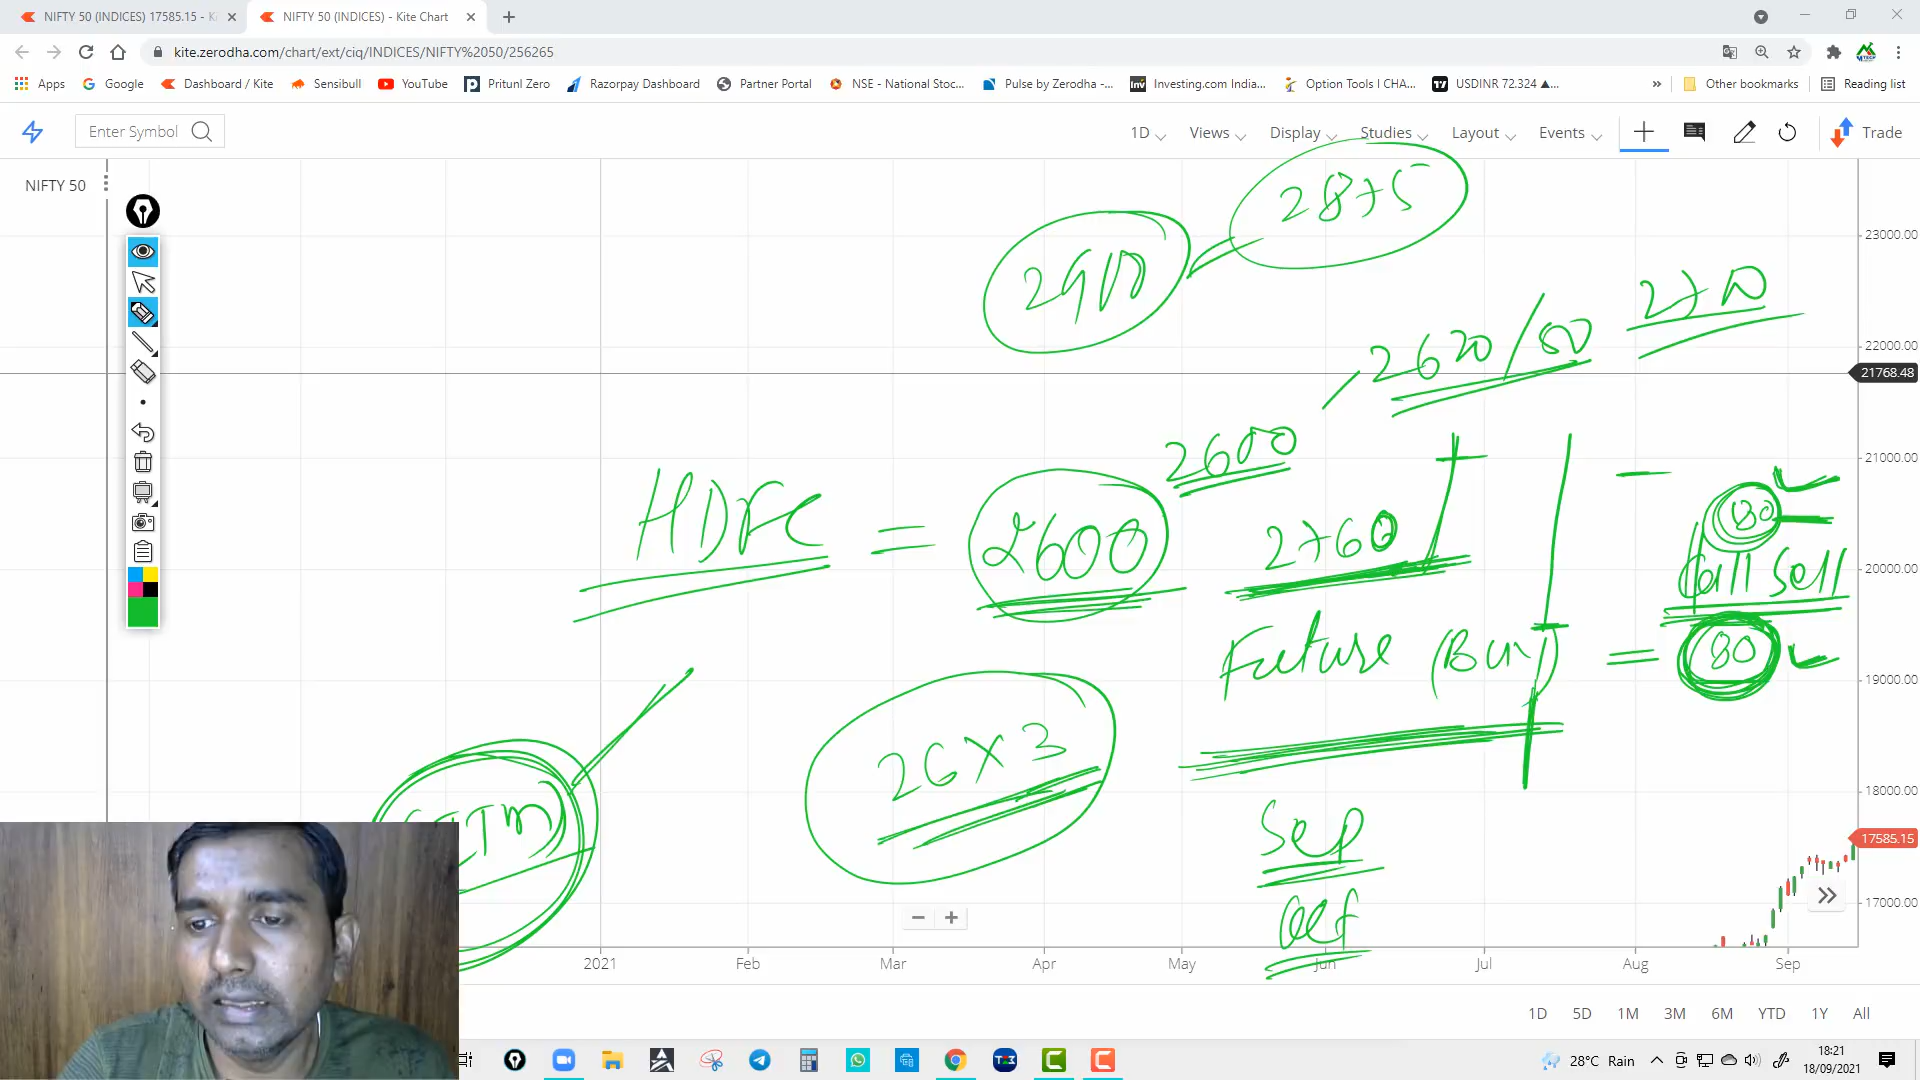 NIFTY 50 (INDICES) 17585.15 - Ki
NIFTY 50 (INDICES) - Kite Chart
kite.zerodha.com/chart/ext/ciq/INDICES/NIFTY%2050/256265
Apps
Google
Dashboard / Kite
Sensibull
YouTube
Pritunl Zero
Razorpay Dashboard
Partner Portal
NSE - National Stoc...
Pulse by Zerodha -...
Investing.com India...
Option Tools I CHA...
USDINR 72.324 ▲...
»
Other bookmarks
Reading list
Enter Symbol
1D
Views
Display
Studies
Layout
Events
Trade
NIFTY 50
2875
2900
23000.00
2700
2620/50
22000.00
21768.48
2600
21000.00
HDFC = 2600
2760
80
Call Sell
20000.00
Future (Buy) = 80
19000.00
26 X 3
18000.00
Sep
17585.15
Oct
17000.00
2021
Feb
Mar
Apr
May
Jun
Jul
Aug
Sep
1D
5D
1M
3M
6M
YTD
1Y
All
28°C Rain
18:21
18/09/2021